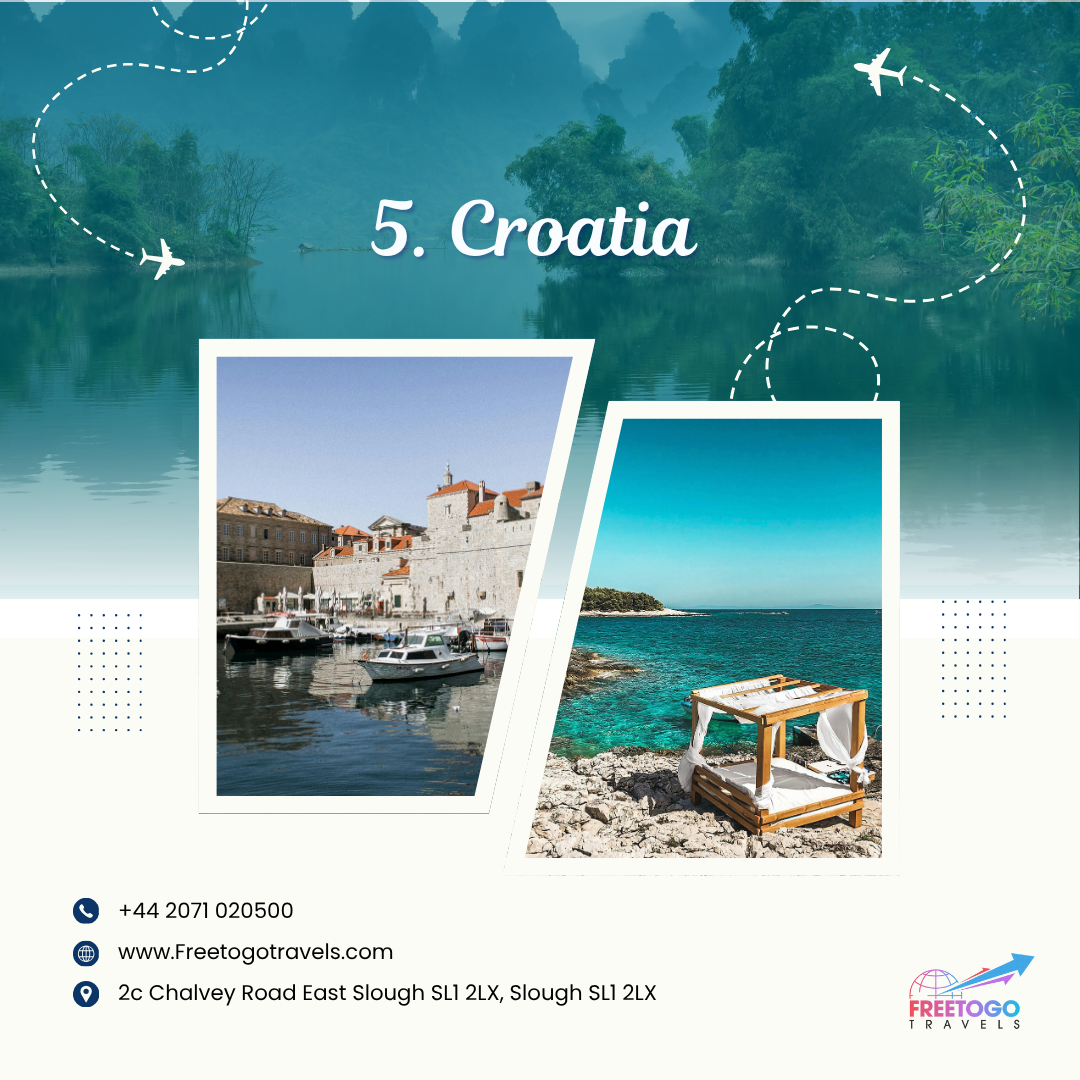 5. Croatia
+44 2071 020500
www.Freetogotravels.com
2c Chalvey Road East Slough SL1 2LX, Slough SL1 2LX
FREETOGO
TRAVELS